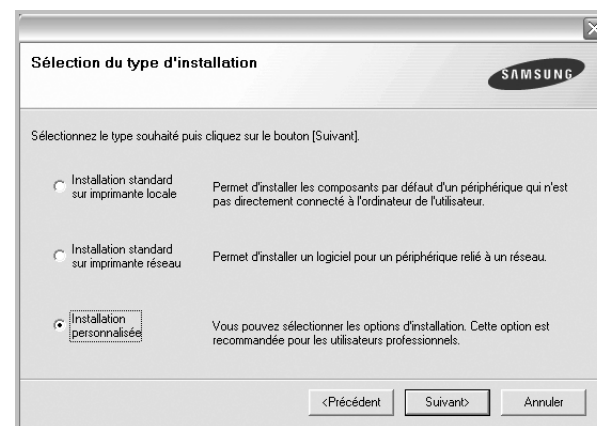 Sélection du type d'installation
SAMSUNG
Sélectionnez le type souhaité puis cliquez sur le bouton [Suivant].
Installation standard
sur imprimante locale
Permet d'installer les composants par défaut d'un périphérique qui n'est
pas directement connecté à l'ordinateur de l'utilisateur.
Installation standard
sur imprimante réseau
Permet d'installer un logiciel pour un périphérique relié à un réseau.
Installation
personnalisée
Vous pouvez sélectionner les options d'installation. Cette option est
recommandée pour les utilisateurs professionnels.
<Précédent
Suivant>
Annuler